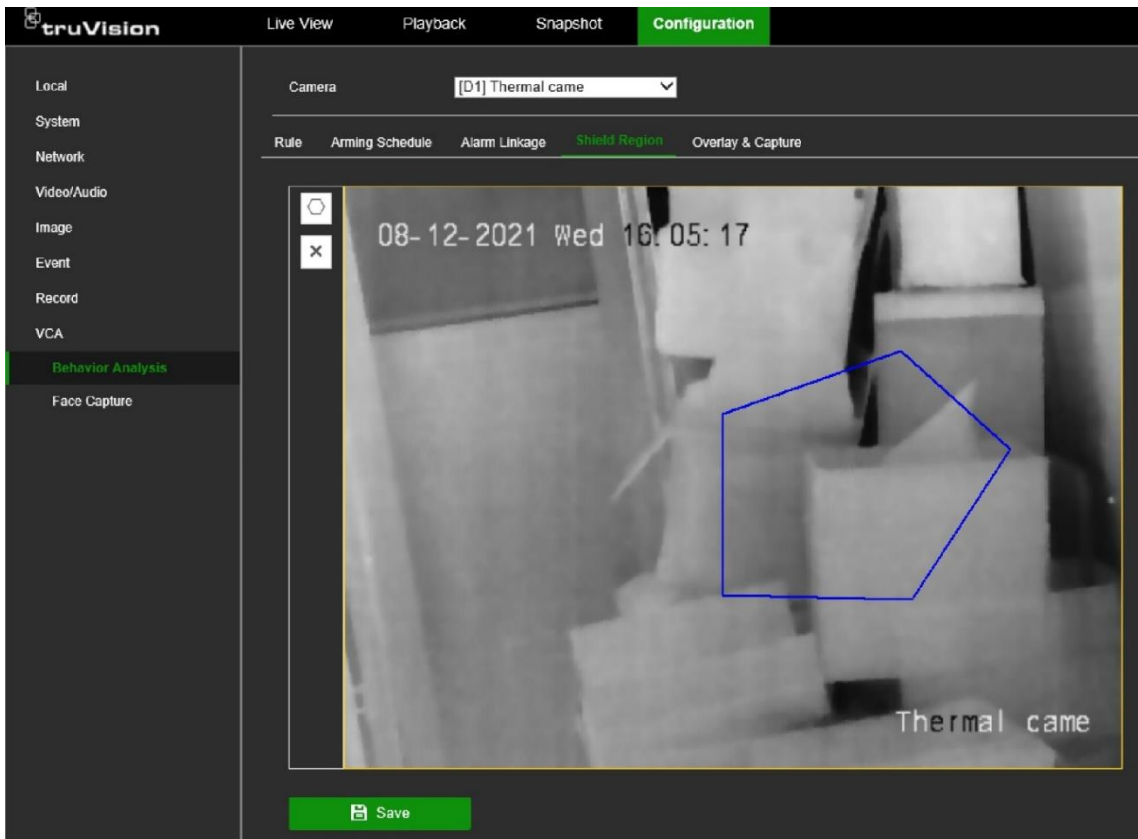 truVision
Live View Playback Snapshot Configuration
Local
System
Network
Video/Audio
Image
Event
Record
VCA
Behavior Analysis
Face Capture
Camera [D1] Thermal came
Rule Arming Schedule Alarm Linkage Shield Region Overlay & Capture
08-12-2021 Wed 16:05:17
Thermal came
Save